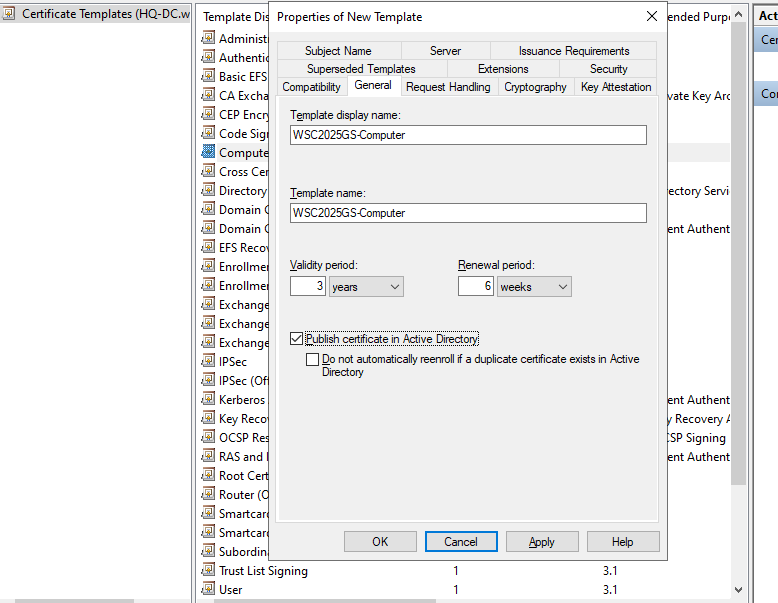 Certificate Templates (HQ-DC.w
Template Dis
ended Purp
Act
Properties of New Template
Subject Name
Server
Issuance Requirements
Superseded Templates
Extensions
Security
Compatibility
General
Request Handling
Cryptography
Key Attestation
Template display name:
WSC2025GS-Computer
Template name:
WSC2025GS-Computer
Validity period:
Renewal period:
3 years
6 weeks
Publish certificate in Active Directory
Do not automatically reenroll if a duplicate certificate exists in Active
Directory
OK
Cancel
Apply
Help
Administ
Authentic
Basic EFS
CA Excha
vate Key Arc
CEP Encry
Code Sign
Compute
Cross Cer
Directory
ectory Servi
Domain C
Domain C
ent Authent
EFS Recov
Enrollmen
Enrollmen
Exchange
Exchange
Exchange
IPSec
IPSec (Off
Kerberos
ent Authent
Key Recov
y Recovery A
OCSP Res
CSP Signing
RAS and I
ent Authent
Root Cert
Router (O
Smartcard
Smartcard
Subordina
Trust List Signing 1 3.1
User 1 3.1
Cer
Cor